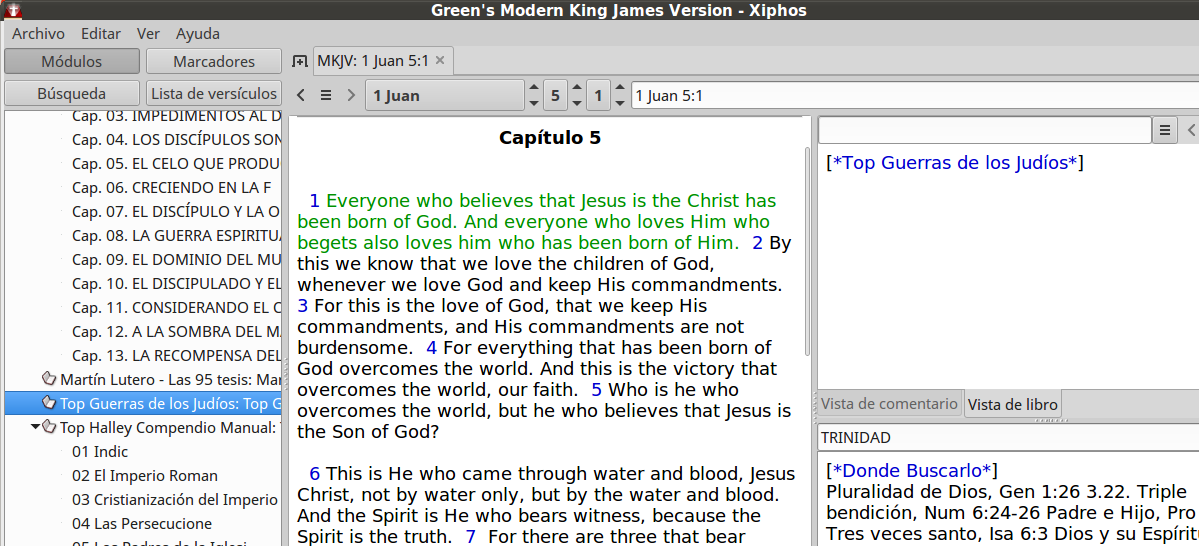 Green's Modern King James Version - Xiphos
Archivo Editar Ver Ayuda
Módulos Marcadores
Búsqueda Lista de versículos
Cap. 03. IMPEDIMENTOS AL D
Cap. 04. LOS DISCÍPULOS SON
Cap. 05. EL CELO QUE PRODU
Cap. 06. CRECIENDO EN LA F
Cap. 07. EL DISCÍPULO Y LA O
Cap. 08. LA GUERRA ESPIRITUA
Cap. 09. EL DOMINIO DEL MU
Cap. 10. EL DISCIPULADO Y EL
Cap. 11. CONSIDERANDO EL C
Cap. 12. A LA SOMBRA DEL MA
Cap. 13. LA RECOMPENSA DEL
Martín Lutero - Las 95 tesis: Mar
Top Guerras de los Judíos: Top G
Top Halley Compendio Manual:
01 Indic
02 El Imperio Roman
03 Cristianización del Imperio
04 Las Persecucione
05 Los Padres de la Iglesi
MKJV: 1 Juan 5:1
1 Juan 5 1 1 Juan 5:1
Capítulo 5
1 Everyone who believes that Jesus is the Christ has
been born of God. And everyone who loves Him who
begets also loves him who has been born of Him. 2 By
this we know that we love the children of God,
whenever we love God and keep His commandments.
3 For this is the love of God, that we keep His
commandments, and His commandments are not
burdensome. 4 For everything that has been born of
God overcomes the world. And this is the victory that
overcomes the world, our faith. 5 Who is he who
overcomes the world, but he who believes that Jesus is
the Son of God?
6 This is He who came through water and blood, Jesus
Christ, not by water only, but by the water and blood.
And the Spirit is He who bears witness, because the
Spirit is the truth. 7 For there are three that bear
[*Top Guerras de los Judíos*]
Vista de comentario Vista de libro
TRINIDAD
[*Donde Buscarlo*]
Pluralidad de Dios, Gen 1:26 3.22. Triple
bendición, Num 6:24-26 Padre e Hijo, Pro
Tres veces santo, Isa 6:3 Dios y su Espírit